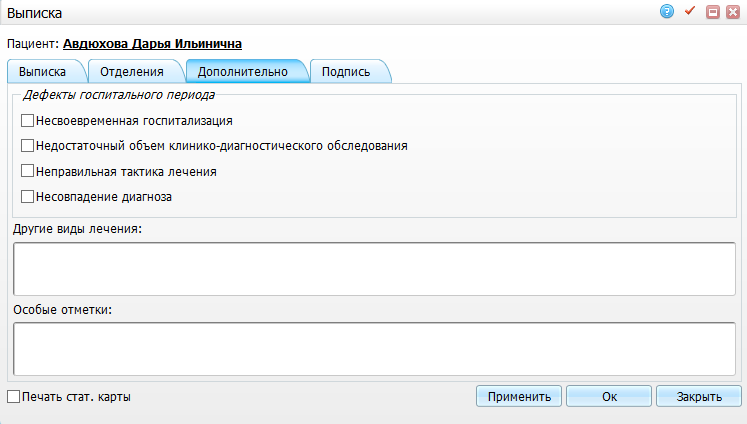 Выписка
Пациент: Авдюхова Дарья Ильинична
Выписка Отделения Дополнительно Подпись
Дефекты госпитального периода
Несвоевременная госпитализация
Недостаточный объем клинико-диагностического обследования
Неправильная тактика лечения
Несовпадение диагноза
Другие виды лечения:
Особые отметки:
Печать стат. карты Применить Ок Закрыть